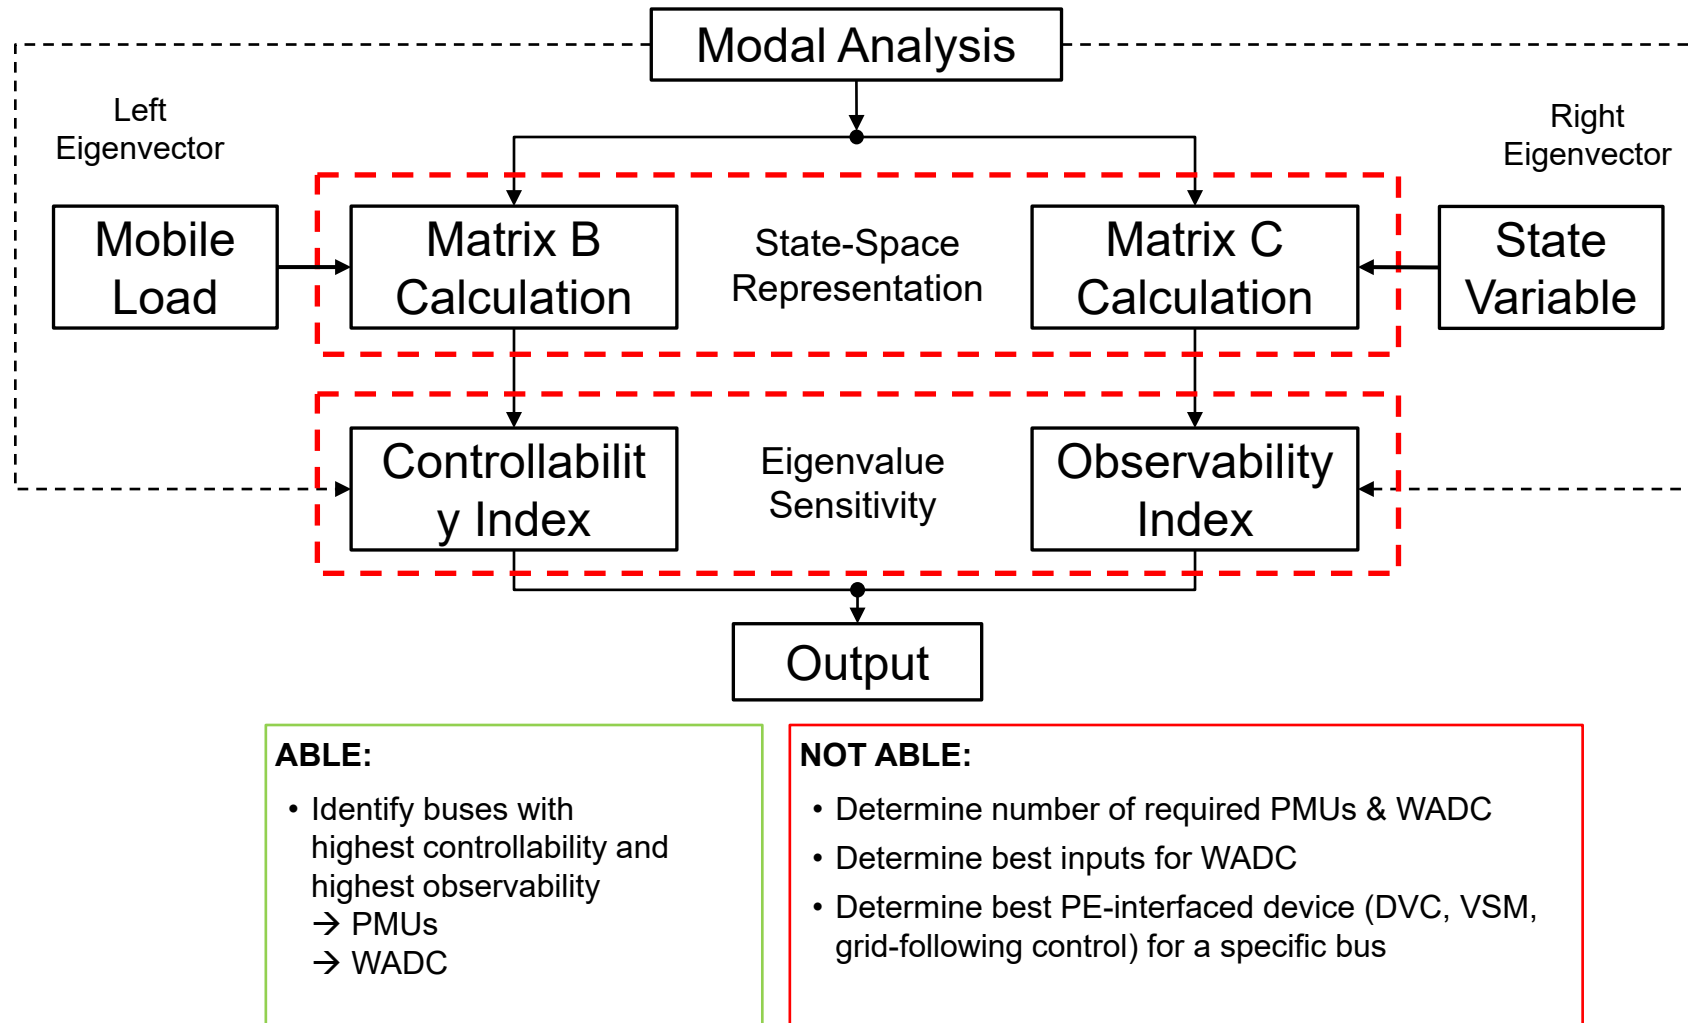 Modal Analysis
Left
Eigenvector
Right
Eigenvector
Mobile
Load
Matrix B
Calculation
State-Space
Representation
Matrix C
Calculation
State
Variable
Controllabilit
y Index
Eigenvalue
Sensitivity
Observability
Index
Output
ABLE:
• Identify buses with
highest controllability and
highest observability
→ PMUs
→ WADC
NOT ABLE:
• Determine number of required PMUs & WADC
• Determine best inputs for WADC
• Determine best PE-interfaced device (DVC, VSM,
grid-following control) for a specific bus